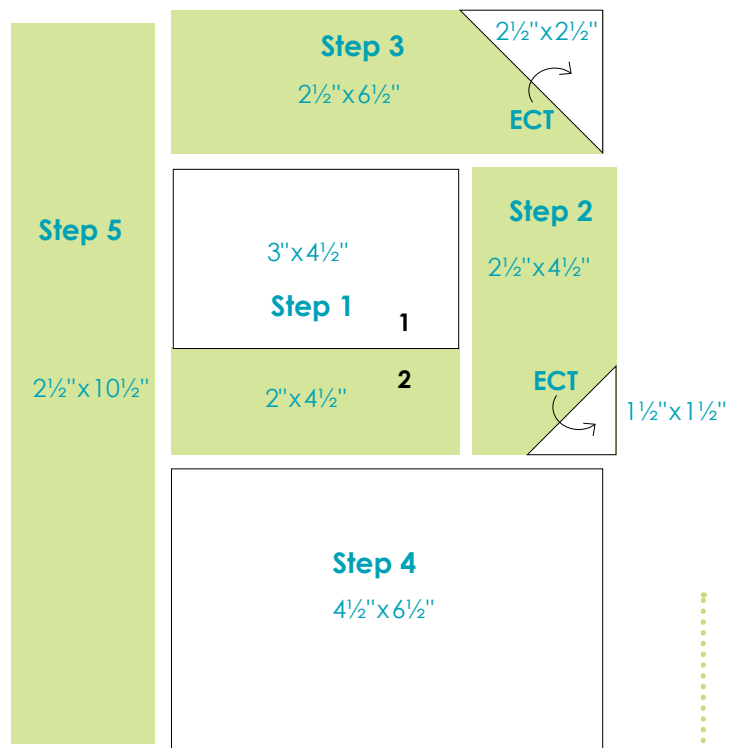 2½"x2½"
Step 3
2½"x6½"
ECT
Step 5
2½"x10½"
3"x4½"
Step 1
1
2
2"x4½"
Step 2
2½"x4½"
ECT
1½"x1½"
Step 4
4½"x6½"